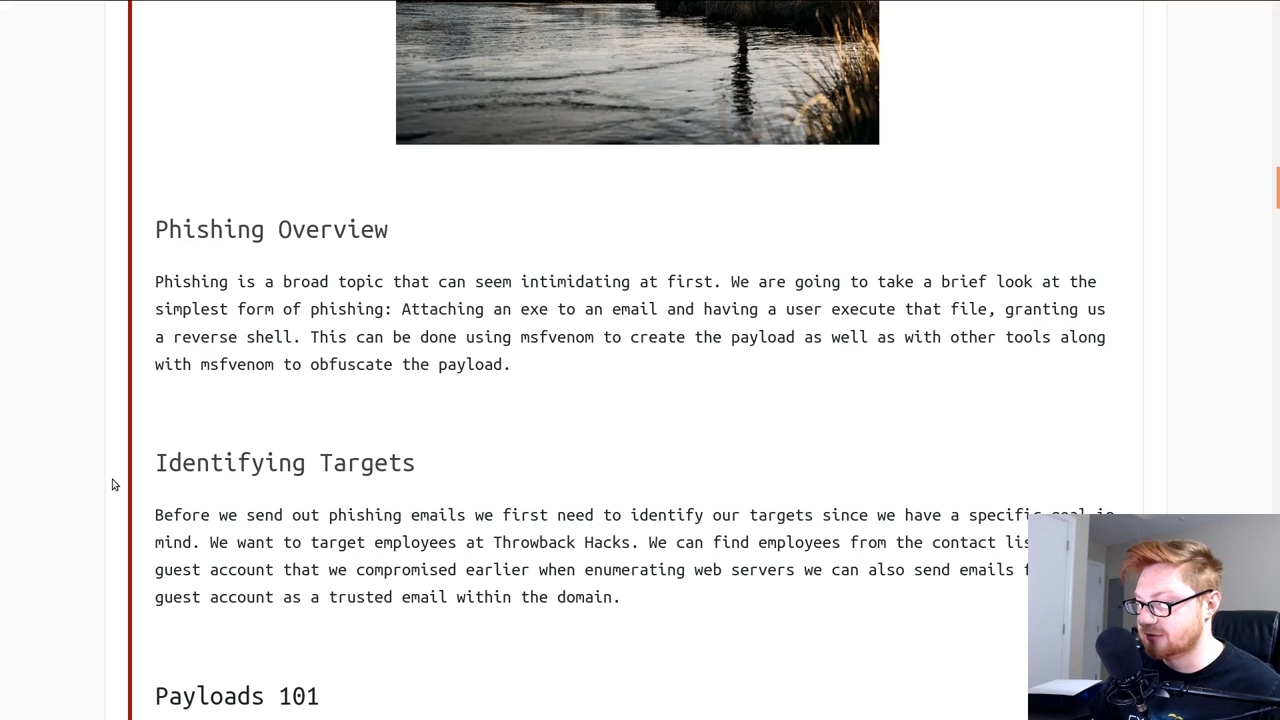 Phishing Overview
Phishing is a broad topic that can seem intimidating at first. We are going to take a brief look at the
simplest form of phishing: Attaching an exe to an email and having a user execute that file, granting us
a reverse shell. This can be done using msfvenom to create the payload as well as with other tools along
with msfvenom to obfuscate the payload.
Identifying Targets
Before we send out phishing emails we first need to identify our targets since we have a specific goal in
mind. We want to target employees at Throwback Hacks. We can find employees from the contact
guest account that we compromised earlier when enumerating web servers we can also send emails
guest account as a trusted email within the domain.
Payloads 101